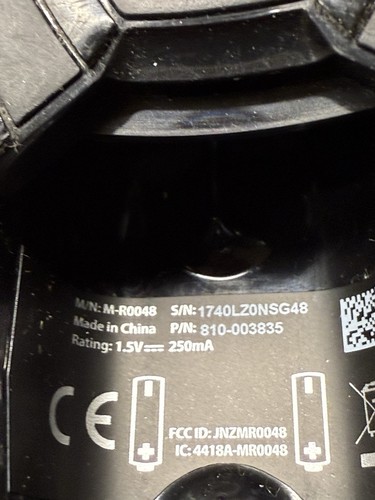 M/N: M-R0048 S/N: 1740LZ0NSG48
Made in China P/N: 810-003835
Rating: 1.5V⎓ 250mA
CE
FCC ID: JNZMR0048
IC: 4418A-MR0048